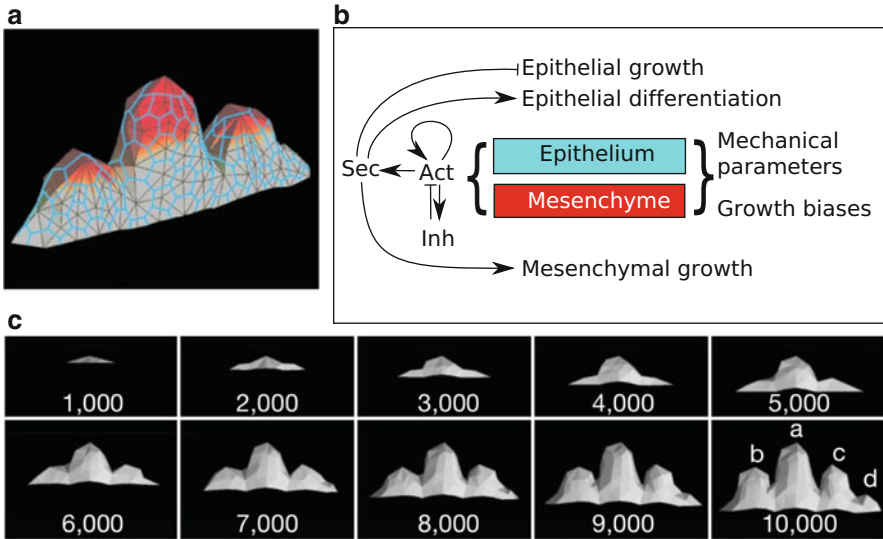 a
b
Epithelial growth
Epithelial differentiation
Sec
Act
Inh
{
Epithelium
Mesenchyme
}
Mechanical
parameters
Growth biases
Mesenchymal growth
c
1,000
2,000
3,000
4,000
5,000
6,000
7,000
8,000
9,000
a
b
c
d
10,000